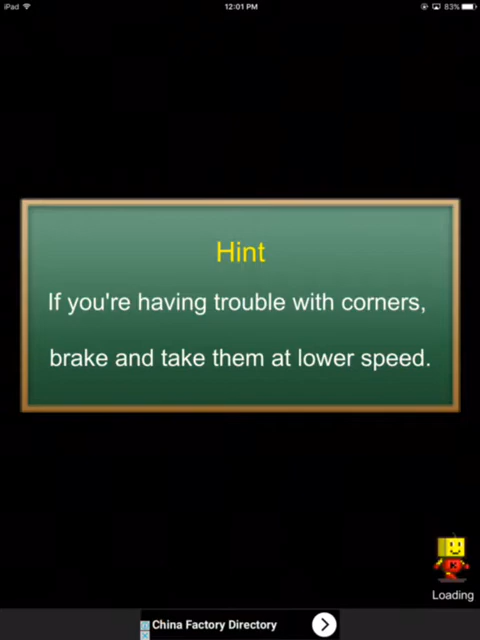 iPad 12:01 PM 83%
Hint
If you're having trouble with corners,
brake and take them at lower speed.
K
Loading
China Factory Directory